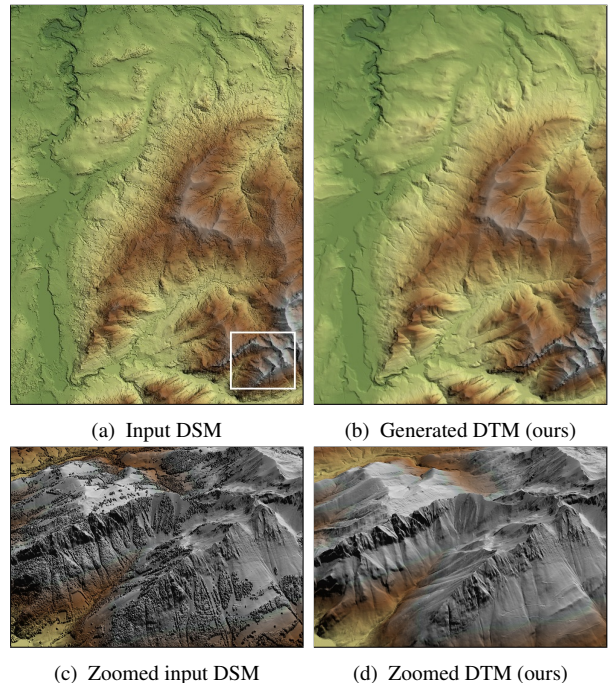 (a) Input DSM
(b) Generated DTM (ours)
(c) Zoomed input DSM
(d) Zoomed DTM (ours)